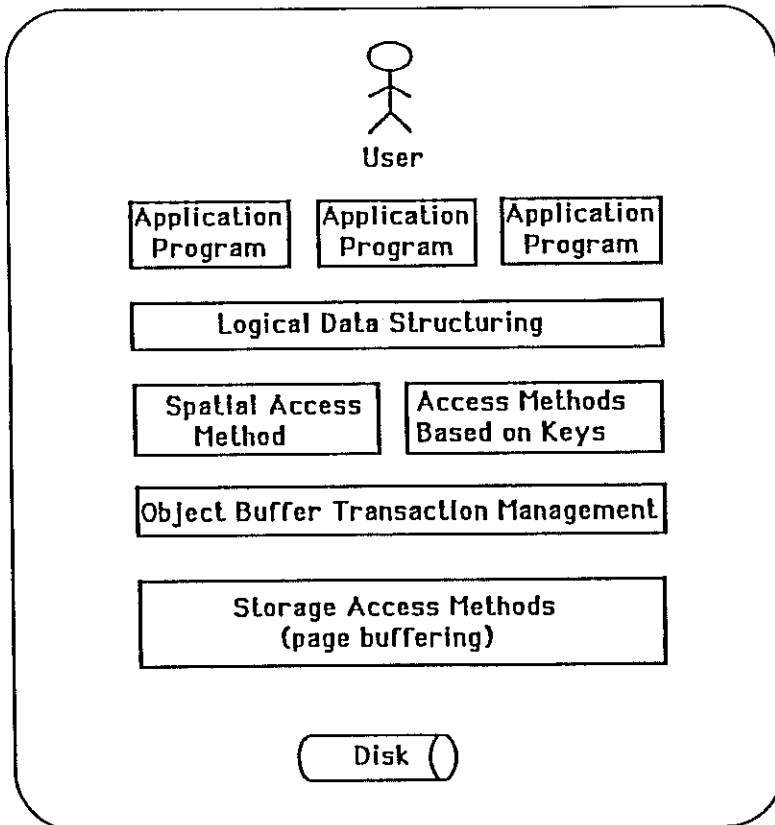 User
Application Application Application
Program Program Program
Logical Data Structuring
Spatial Access
Method
Access Methods
Based on Keys
Object Buffer Transaction Management
Storage Access Methods
(page buffering)
Disk